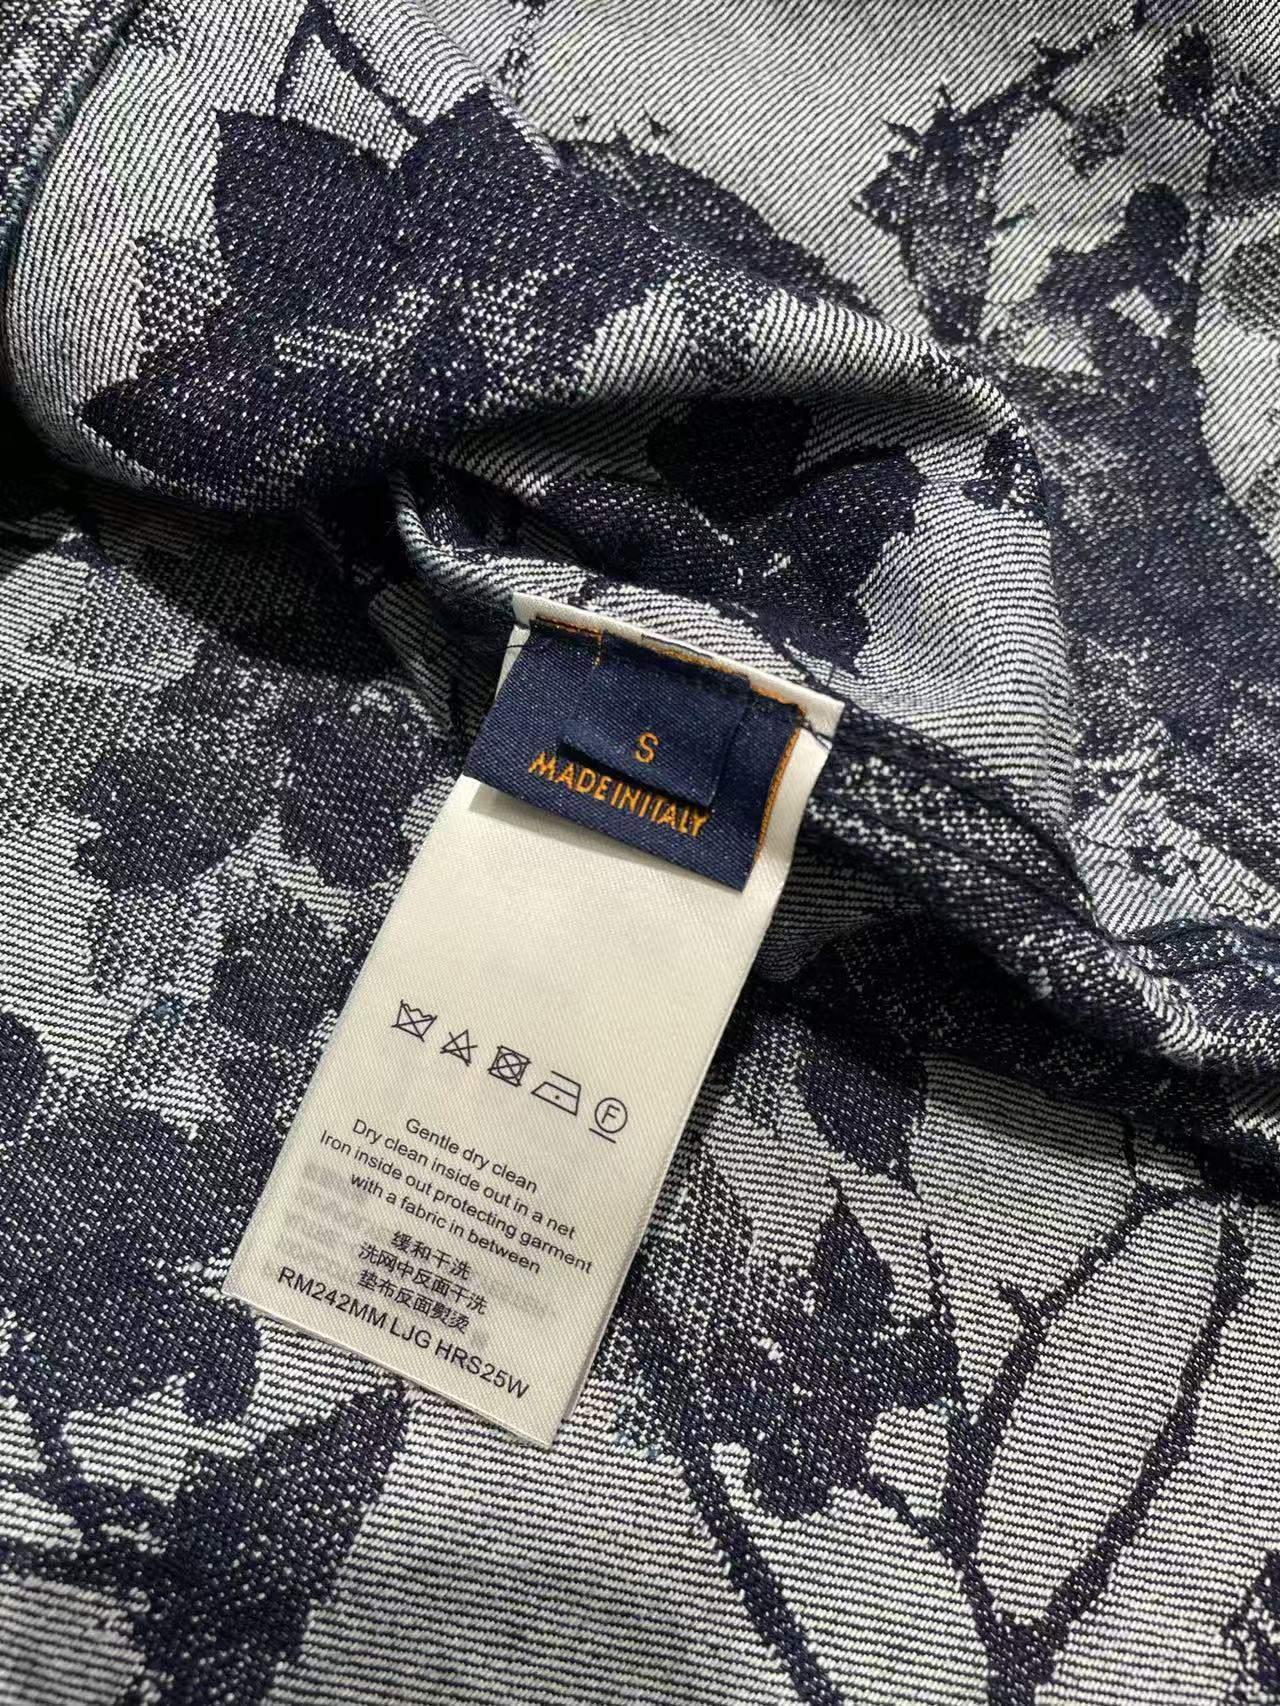 S
MADE IN ITALY
F
Gentle dry clean
Dry clean inside out in a net
Iron inside out protecting garment
with a fabric in between
缓和干洗
洗网中反面干洗
垫布反面熨烫
RM242MM LJG HRS25W